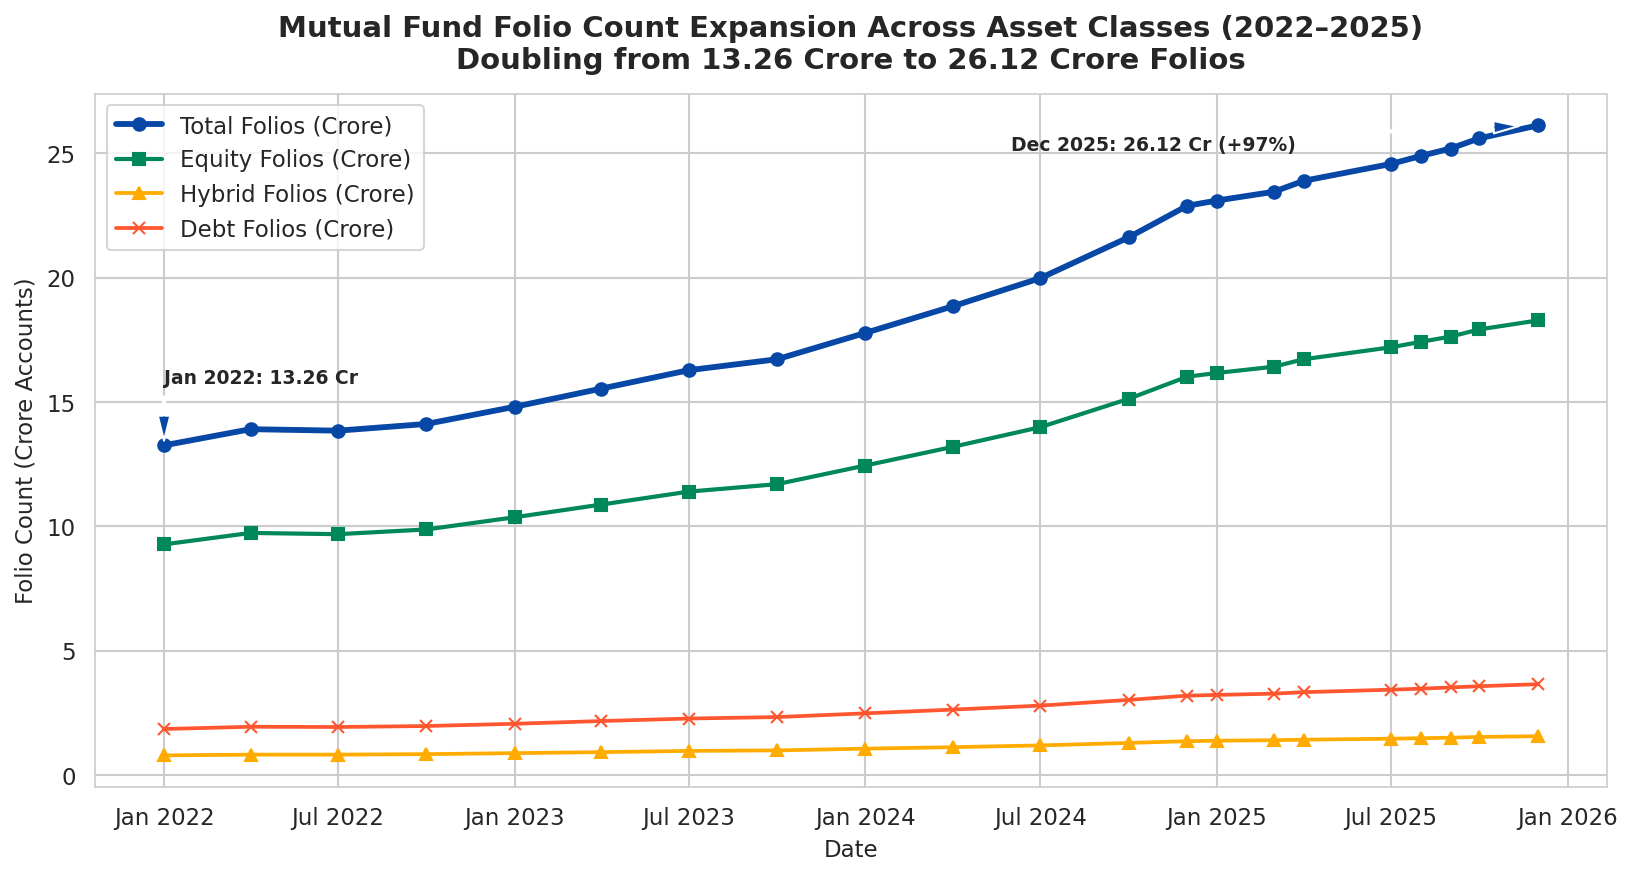 Mutual Fund Folio Count Expansion Across Asset Classes (2022–2025)
Doubling from 13.26 Crore to 26.12 Crore Folios
Total Folios (Crore)
Equity Folios (Crore)
Hybrid Folios (Crore)
Debt Folios (Crore)
Dec 2025: 26.12 Cr (+97%)
Jan 2022: 13.26 Cr
Folio Count (Crore Accounts)
25
20
15
10
5
0
Jan 2022 Jul 2022 Jan 2023 Jul 2023 Jan 2024 Jul 2024 Jan 2025 Jul 2025 Jan 2026
Date